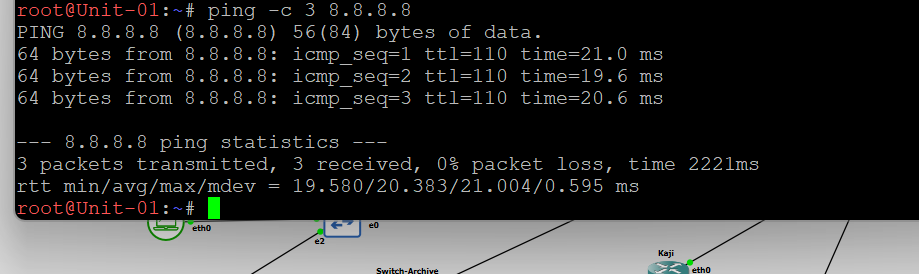 root@Unit-01:~# ping -c 3 8.8.8.8
PING 8.8.8.8 (8.8.8.8) 56(84) bytes of data.
64 bytes from 8.8.8.8: icmp_seq=1 ttl=110 time=21.0 ms
64 bytes from 8.8.8.8: icmp_seq=2 ttl=110 time=19.6 ms
64 bytes from 8.8.8.8: icmp_seq=3 ttl=110 time=20.6 ms

--- 8.8.8.8 ping statistics ---
3 packets transmitted, 3 received, 0% packet loss, time 2221ms
rtt min/avg/max/mdev = 19.580/20.383/21.004/0.595 ms
root@Unit-01:~#
eth0
e0
e2
Kaji
Switch-Archive
eth0